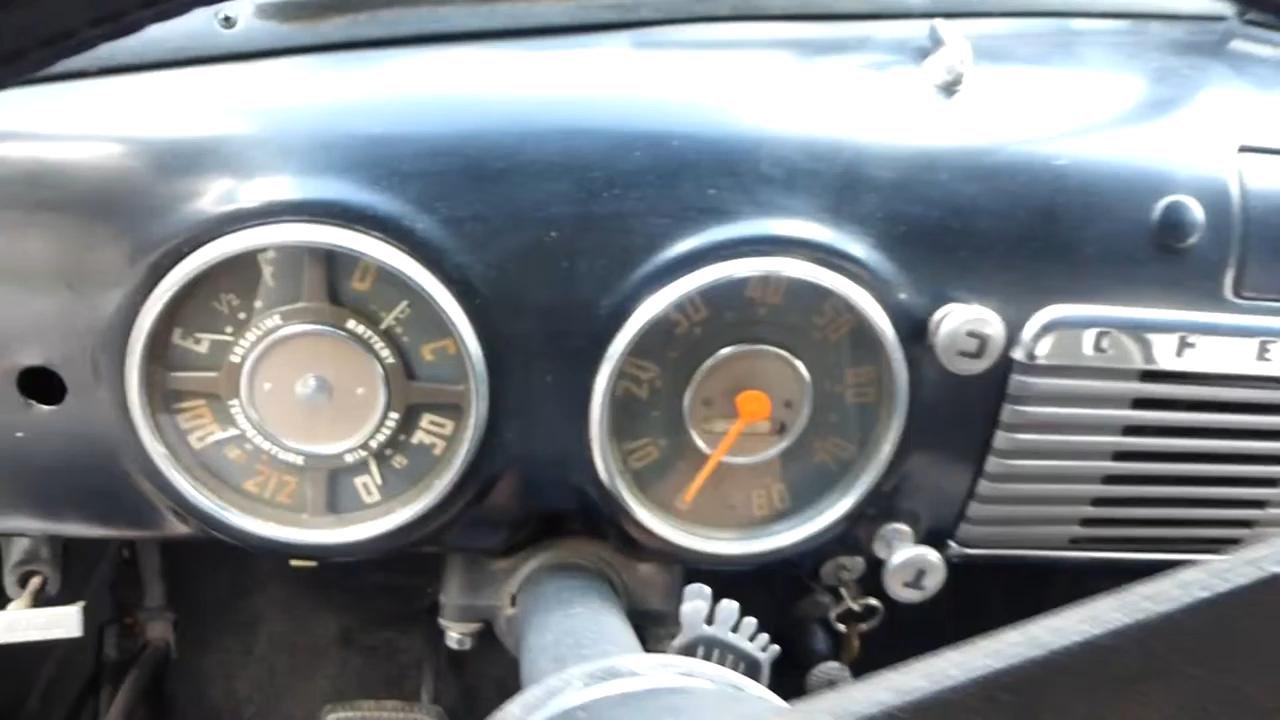 E
1/2
F
GASOLINE
D
BATTERY
C
100
212
TEMPERATURE
0
15
30
OIL PRESS
10
20
30
40
50
60
70
80
C
F
E
T